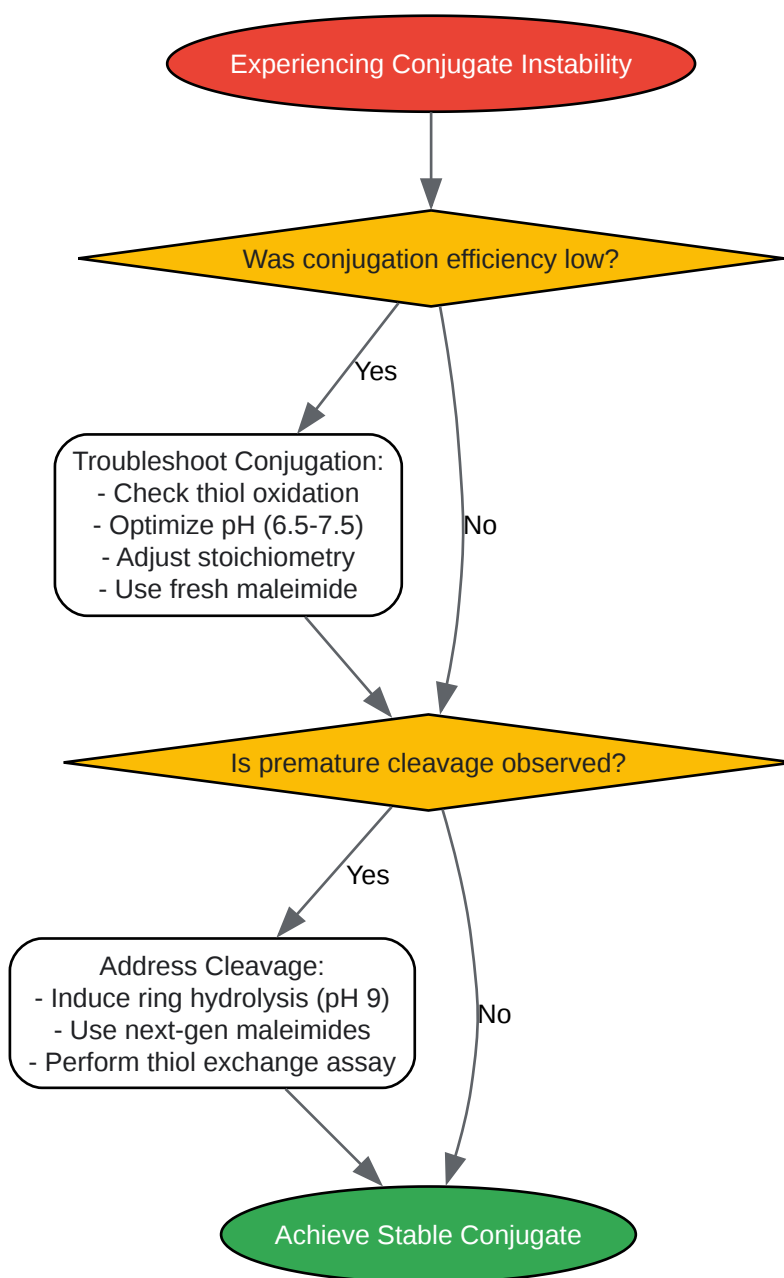 Experiencing Conjugate Instability
Was conjugation efficiency low?
Yes
Troubleshoot Conjugation:
- Check thiol oxidation
- Optimize pH (6.5-7.5)
- Adjust stoichiometry
- Use fresh maleimide
No
Is premature cleavage observed?
Yes
Address Cleavage:
- Induce ring hydrolysis (pH 9)
- Use next-gen maleimides
- Perform thiol exchange assay
No
Achieve Stable Conjugate